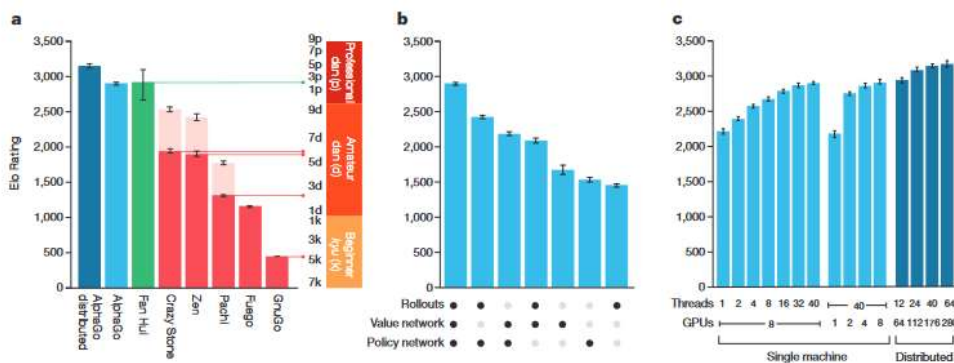 a
3,500
3,000
2,500
2,000
1,500
1,000
500
0
Elo Rating
AlphaGo distributed
AlphaGo
Fan Hui
Crazy Stone
Zen
Pachi
Fuego
GnuGo
9p
7p
5p
3p
1p
9d
7d
5d
3d
1d
1k
3k
5k
7k
Professional dan (p)
Amateur dan (d)
Beginner kyu (k)
b
3,500
3,000
2,500
2,000
1,500
1,000
500
0
Rollouts
Value network
Policy network
c
3,500
3,000
2,500
2,000
1,500
1,000
500
0
Threads 1 2 4 8 16 32 40 40 12 24 40 64
GPUs 8 1 2 4 8 64 112 176 280
Single machine Distributed